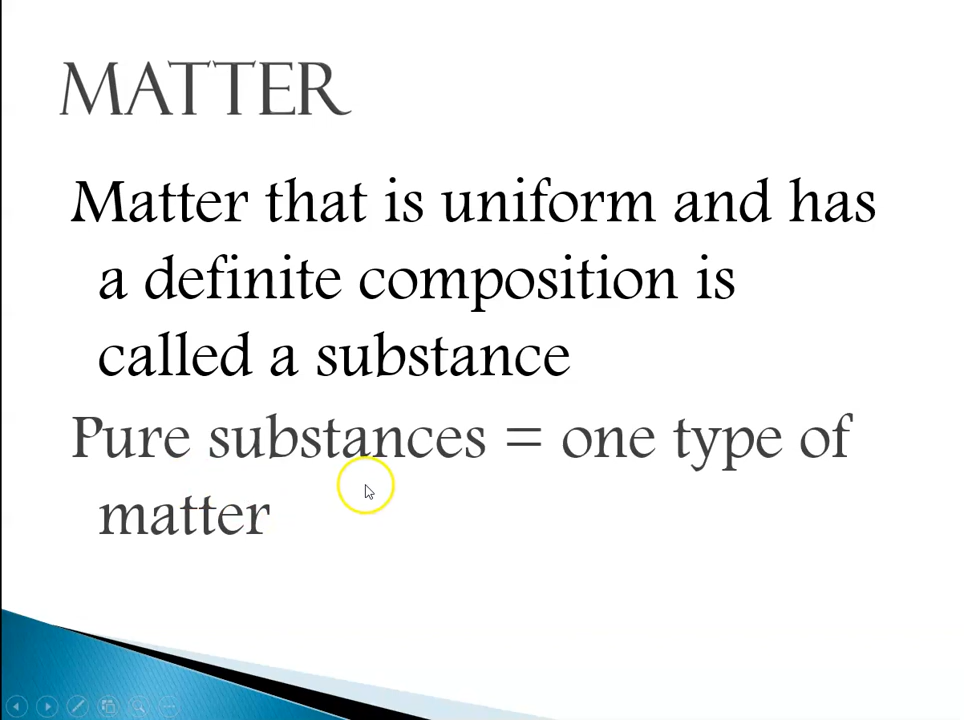 MATTER
Matter that is uniform and has
a definite composition is
called a substance
Pure substances = one type of
matter